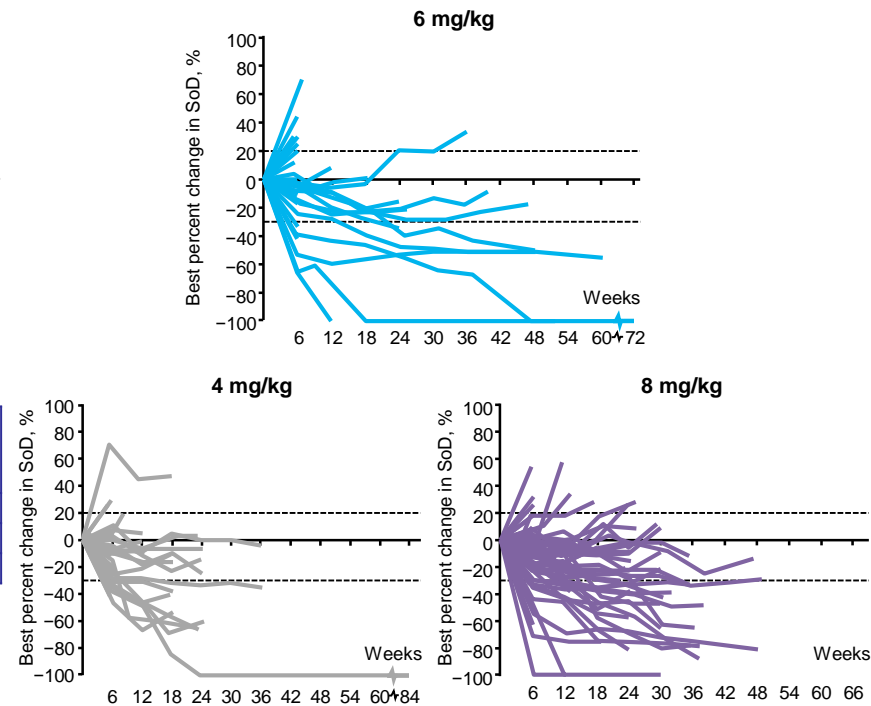 6 mg/kg
Best percent change in SoD, %
100
80
60
40
20
0
−20
−40
−60
−80
−100
Weeks
6 12 18 24 30 36 42 48 54 60 72
4 mg/kg
Best percent change in SoD, %
100
80
60
40
20
0
−20
−40
−60
−80
−100
Weeks
6 12 18 24 30 36 42 48 54 60 84
8 mg/kg
Best percent change in SoD, %
100
80
60
40
20
0
−20
−40
−60
−80
−100
Weeks
6 12 18 24 30 36 42 48 54 60 66